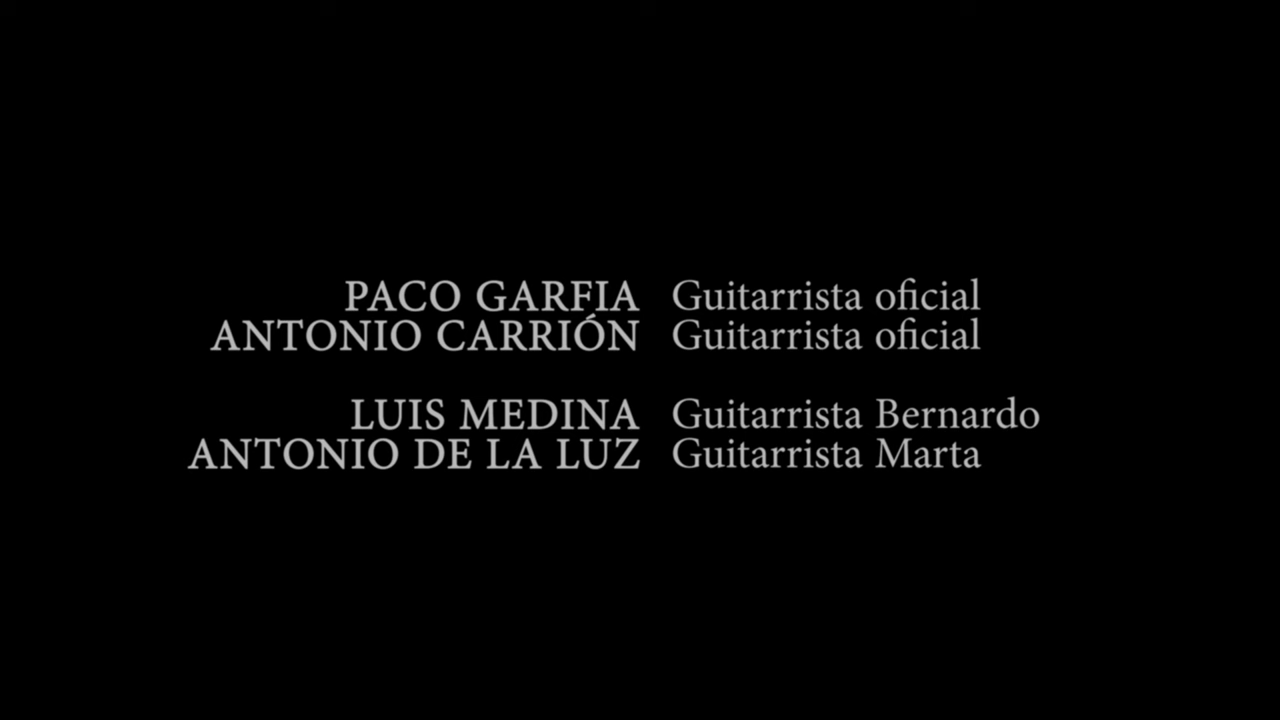 PACO GARFIA Guitarrista oficial
ANTONIO CARRIÓN Guitarrista oficial
LUIS MEDINA Guitarrista Bernardo
ANTONIO DE LA LUZ Guitarrista Marta